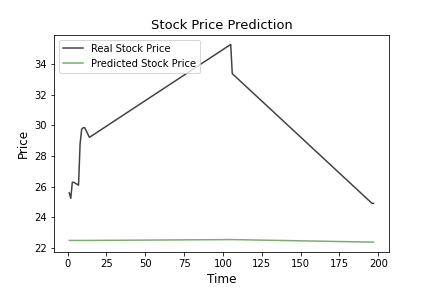 Stock Price Prediction
Real Stock Price
Predicted Stock Price
34
32
30
28
26
24
22
Price
0 25 50 75 100 125 150 175 200
Time